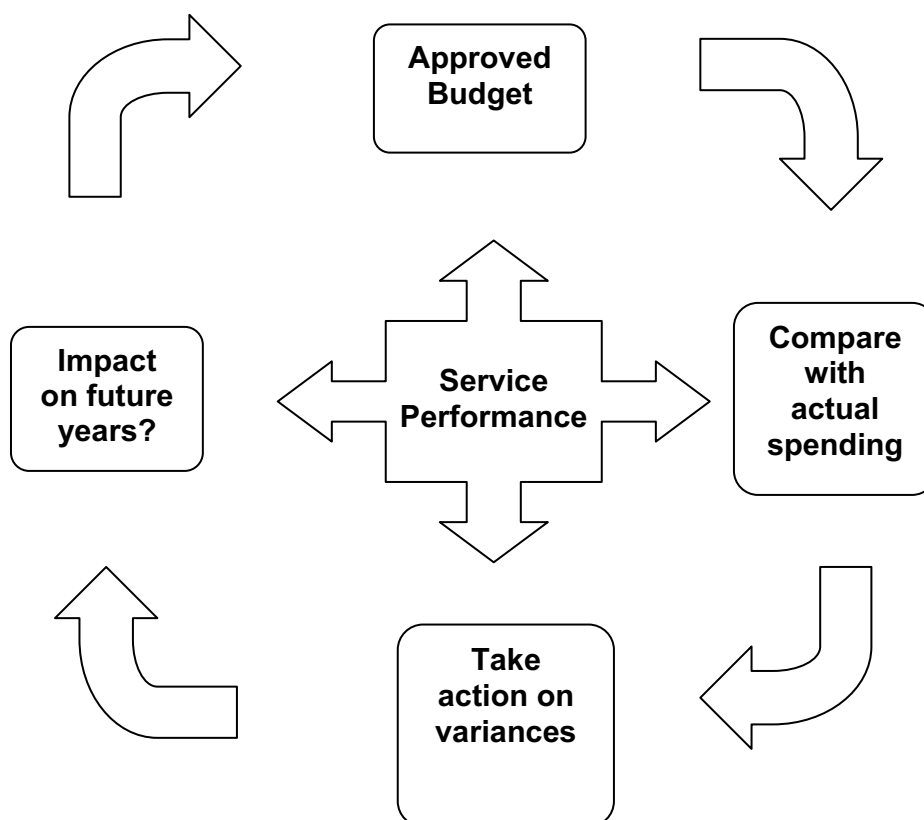 Approved
Budget
Impact
on future
years?
Service
Performance
Compare
with
actual
spending
Take
action on
variances